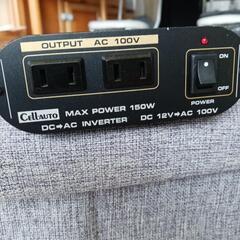 OUTPUT AC 100V
ON
OFF
POWER
CellAUTO MAX POWER 150W
DC➡AC INVERTER DC 12V➡AC 100V